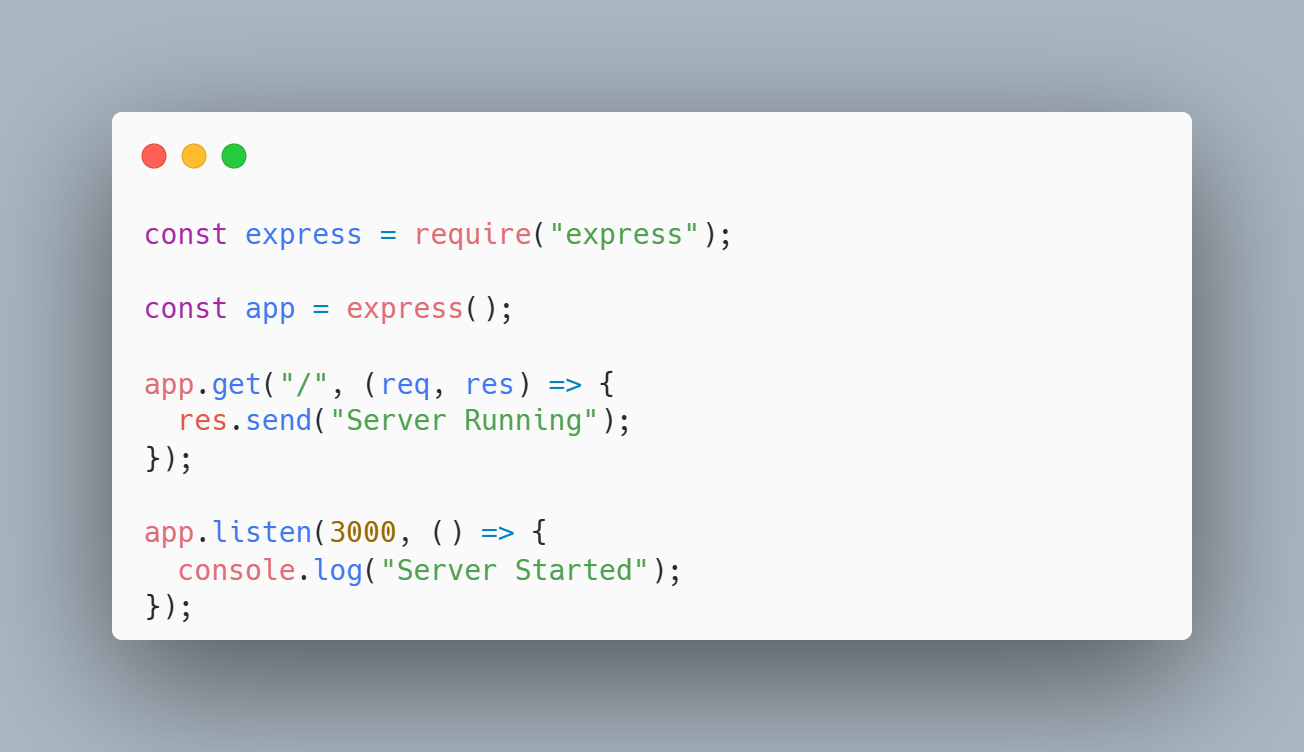 const express = require("express");

const app = express();

app.get("/", (req, res) => {
  res.send("Server Running");
});

app.listen(3000, () => {
  console.log("Server Started");
});